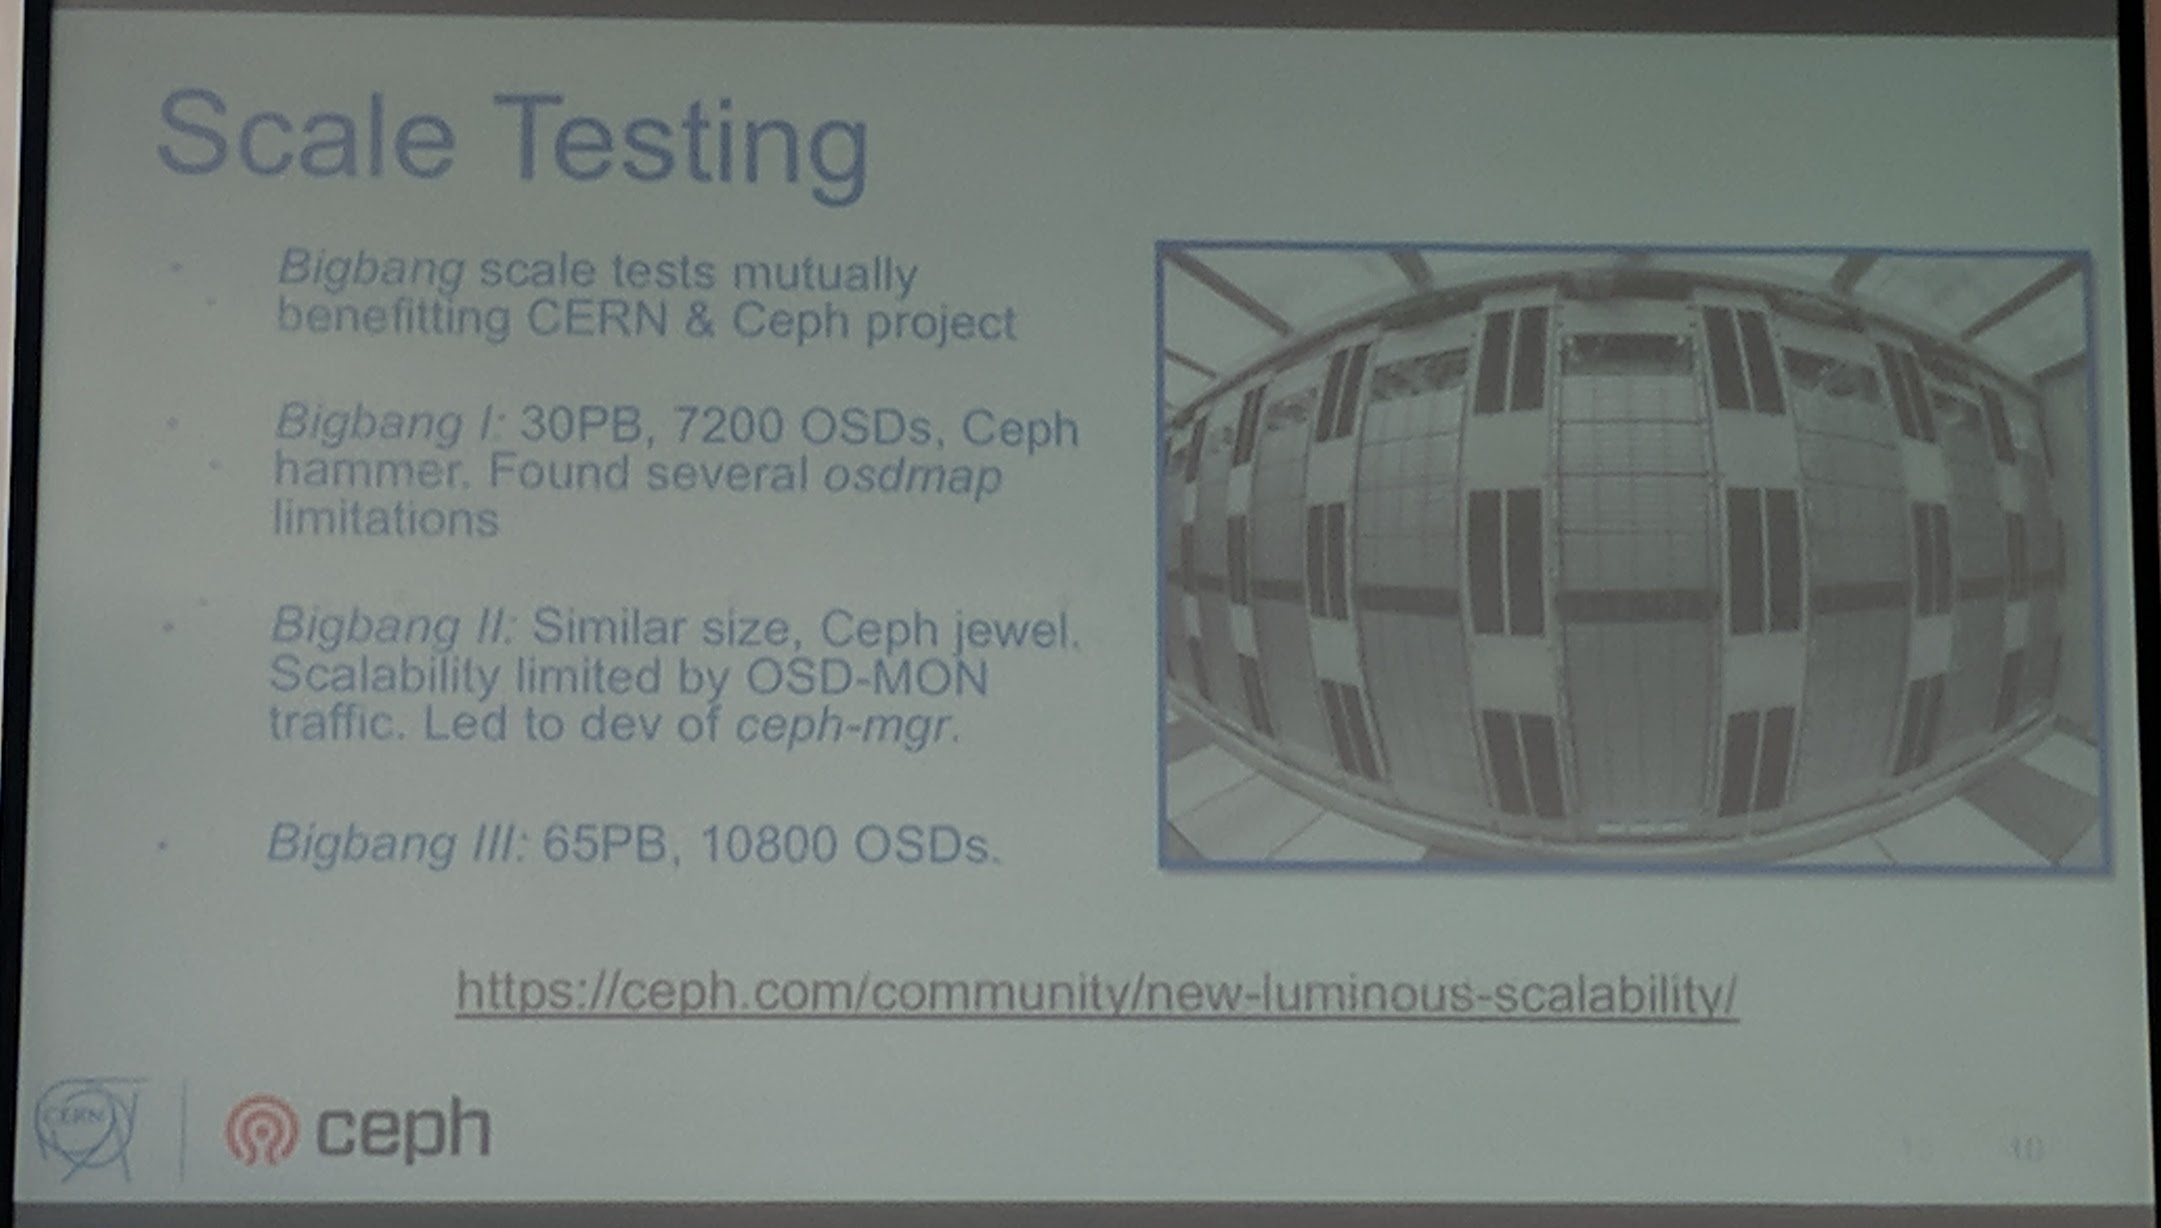 Scale Testing
Bigbang scale tests mutually
benefitting CERN & Ceph project
Bigbang I: 30PB, 7200 OSDs, Ceph
hammer. Found several osdmap
limitations
Bigbang II: Similar size, Ceph jewel.
Scalability limited by OSD-MON
traffic. Led to dev of ceph-mgr.
Bigbang III: 65PB, 10800 OSDs.
https://ceph.com/community/new-luminous-scalability/
CERN
ceph